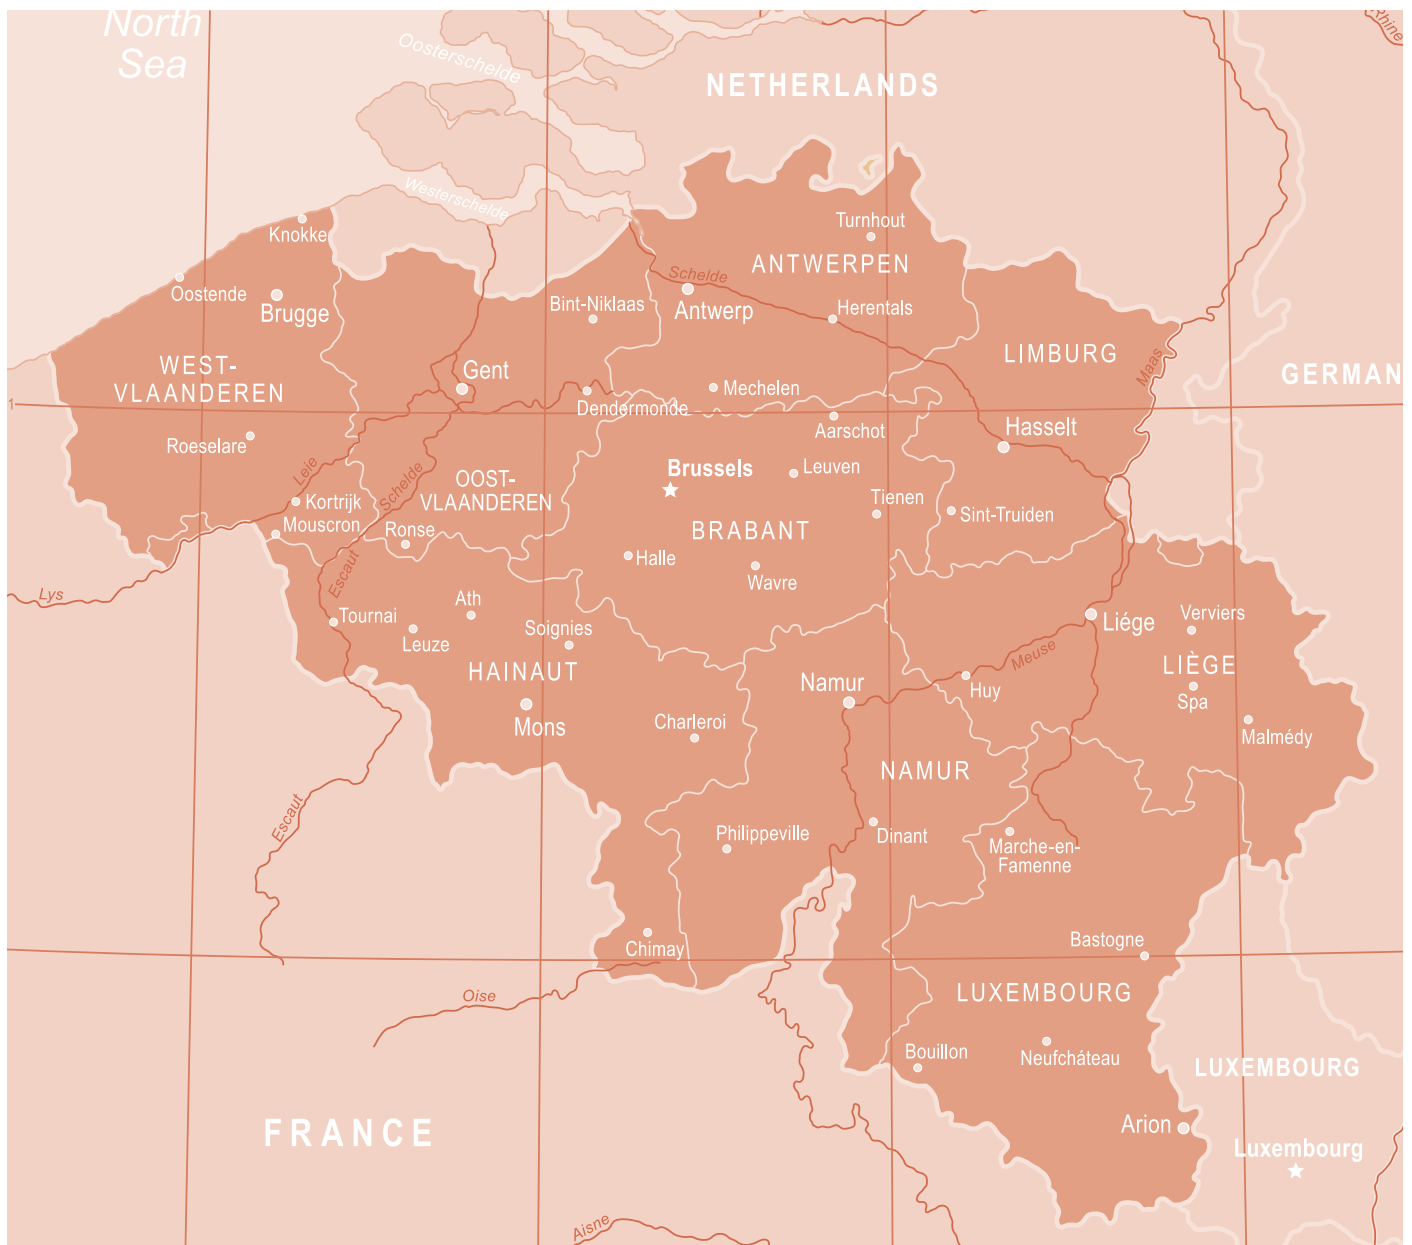 North
Sea
Oosterschelde
Rhine
NETHERLANDS
Westerschelde
Knokke
Turnhout
ANTWERPEN
Schelde
Oostende
Brugge
Bint-Niklaas
Antwerp
Herentals
LIMBURG
Maas
WEST-
VLAANDEREN
Gent
Mechelen
GERMAN
1
Dendermonde
Aarschot
Hasselt
Roeselare
Leie
Schelde
OOST-
VLAANDEREN
Brussels
Leuven
Tienen
Sint-Truiden
Kortrijk
Mouscron
Ronse
BRABANT
Halle
Wavre
Escaut
Lys
Tournai
Ath
Leuze
Soignies
Liége
Verviers
Meuse
LIÈGE
Spa
HAINAUT
Mons
Namur
Huy
Charleroi
Malmédy
NAMUR
Escaut
Philippeville
Dinant
Marche-en-
Famenne
Chimay
Bastogne
Oise
LUXEMBOURG
Bouillon
Neufcháteau
LUXEMBOURG
FRANCE
Arion
Luxembourg
Aisne